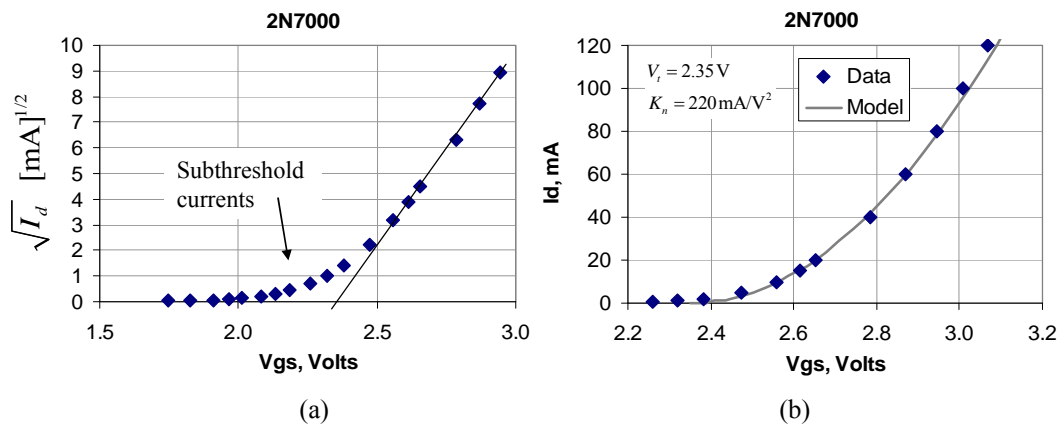 2N7000
10
9
8
7
6
5
4
3
2
1
0
√I_d [mA]^1/2
Subthreshold
currents
1.5
2.0
2.5
3.0
Vgs, Volts
(a)
2N7000
120
100
80
60
40
20
0
Id, mA
V_t = 2.35 V
K_n = 220 mA/V²
Data
Model
2.2
2.4
2.6
2.8
3.0
3.2
Vgs, Volts
(b)